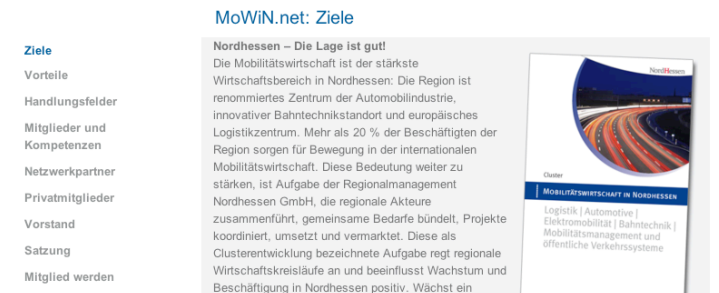 MoWiN.net: Ziele
Ziele
Vorteile
Handlungsfelder
Mitglieder und
Kompetenzen
Netzwerkpartner
Privatmitglieder
Vorstand
Satzung
Mitglied werden
Nordhessen – Die Lage ist gut!
Die Mobilitätswirtschaft ist der stärkste
Wirtschaftsbereich in Nordhessen: Die Region ist
renommiertes Zentrum der Automobilindustrie,
innovativer Bahntechnikstandort und europäisches
Logistikzentrum. Mehr als 20 % der Beschäftigten der
Region sorgen für Bewegung in der internationalen
Mobilitätswirtschaft. Diese Bedeutung weiter zu
stärken, ist Aufgabe der Regionalmanagement
Nordhessen GmbH, die regionale Akteure
zusammenführt, gemeinsame Bedarfe bündelt, Projekte
koordiniert, umsetzt und vermarktet. Diese als
Clusterentwicklung bezeichnete Aufgabe regt regionale
Wirtschaftskreisläufe an und beeinflusst Wachstum und
Beschäftigung in Nordhessen positiv. Wächst ein
NordHessen
Cluster
MOBILITÄTSWIRTSCHAFT IN NORDHESSEN
Logistik | Automotive |
Elektromobilität | Bahntechnik |
Mobilitätsmanagement und
öffentliche Verkehrssysteme